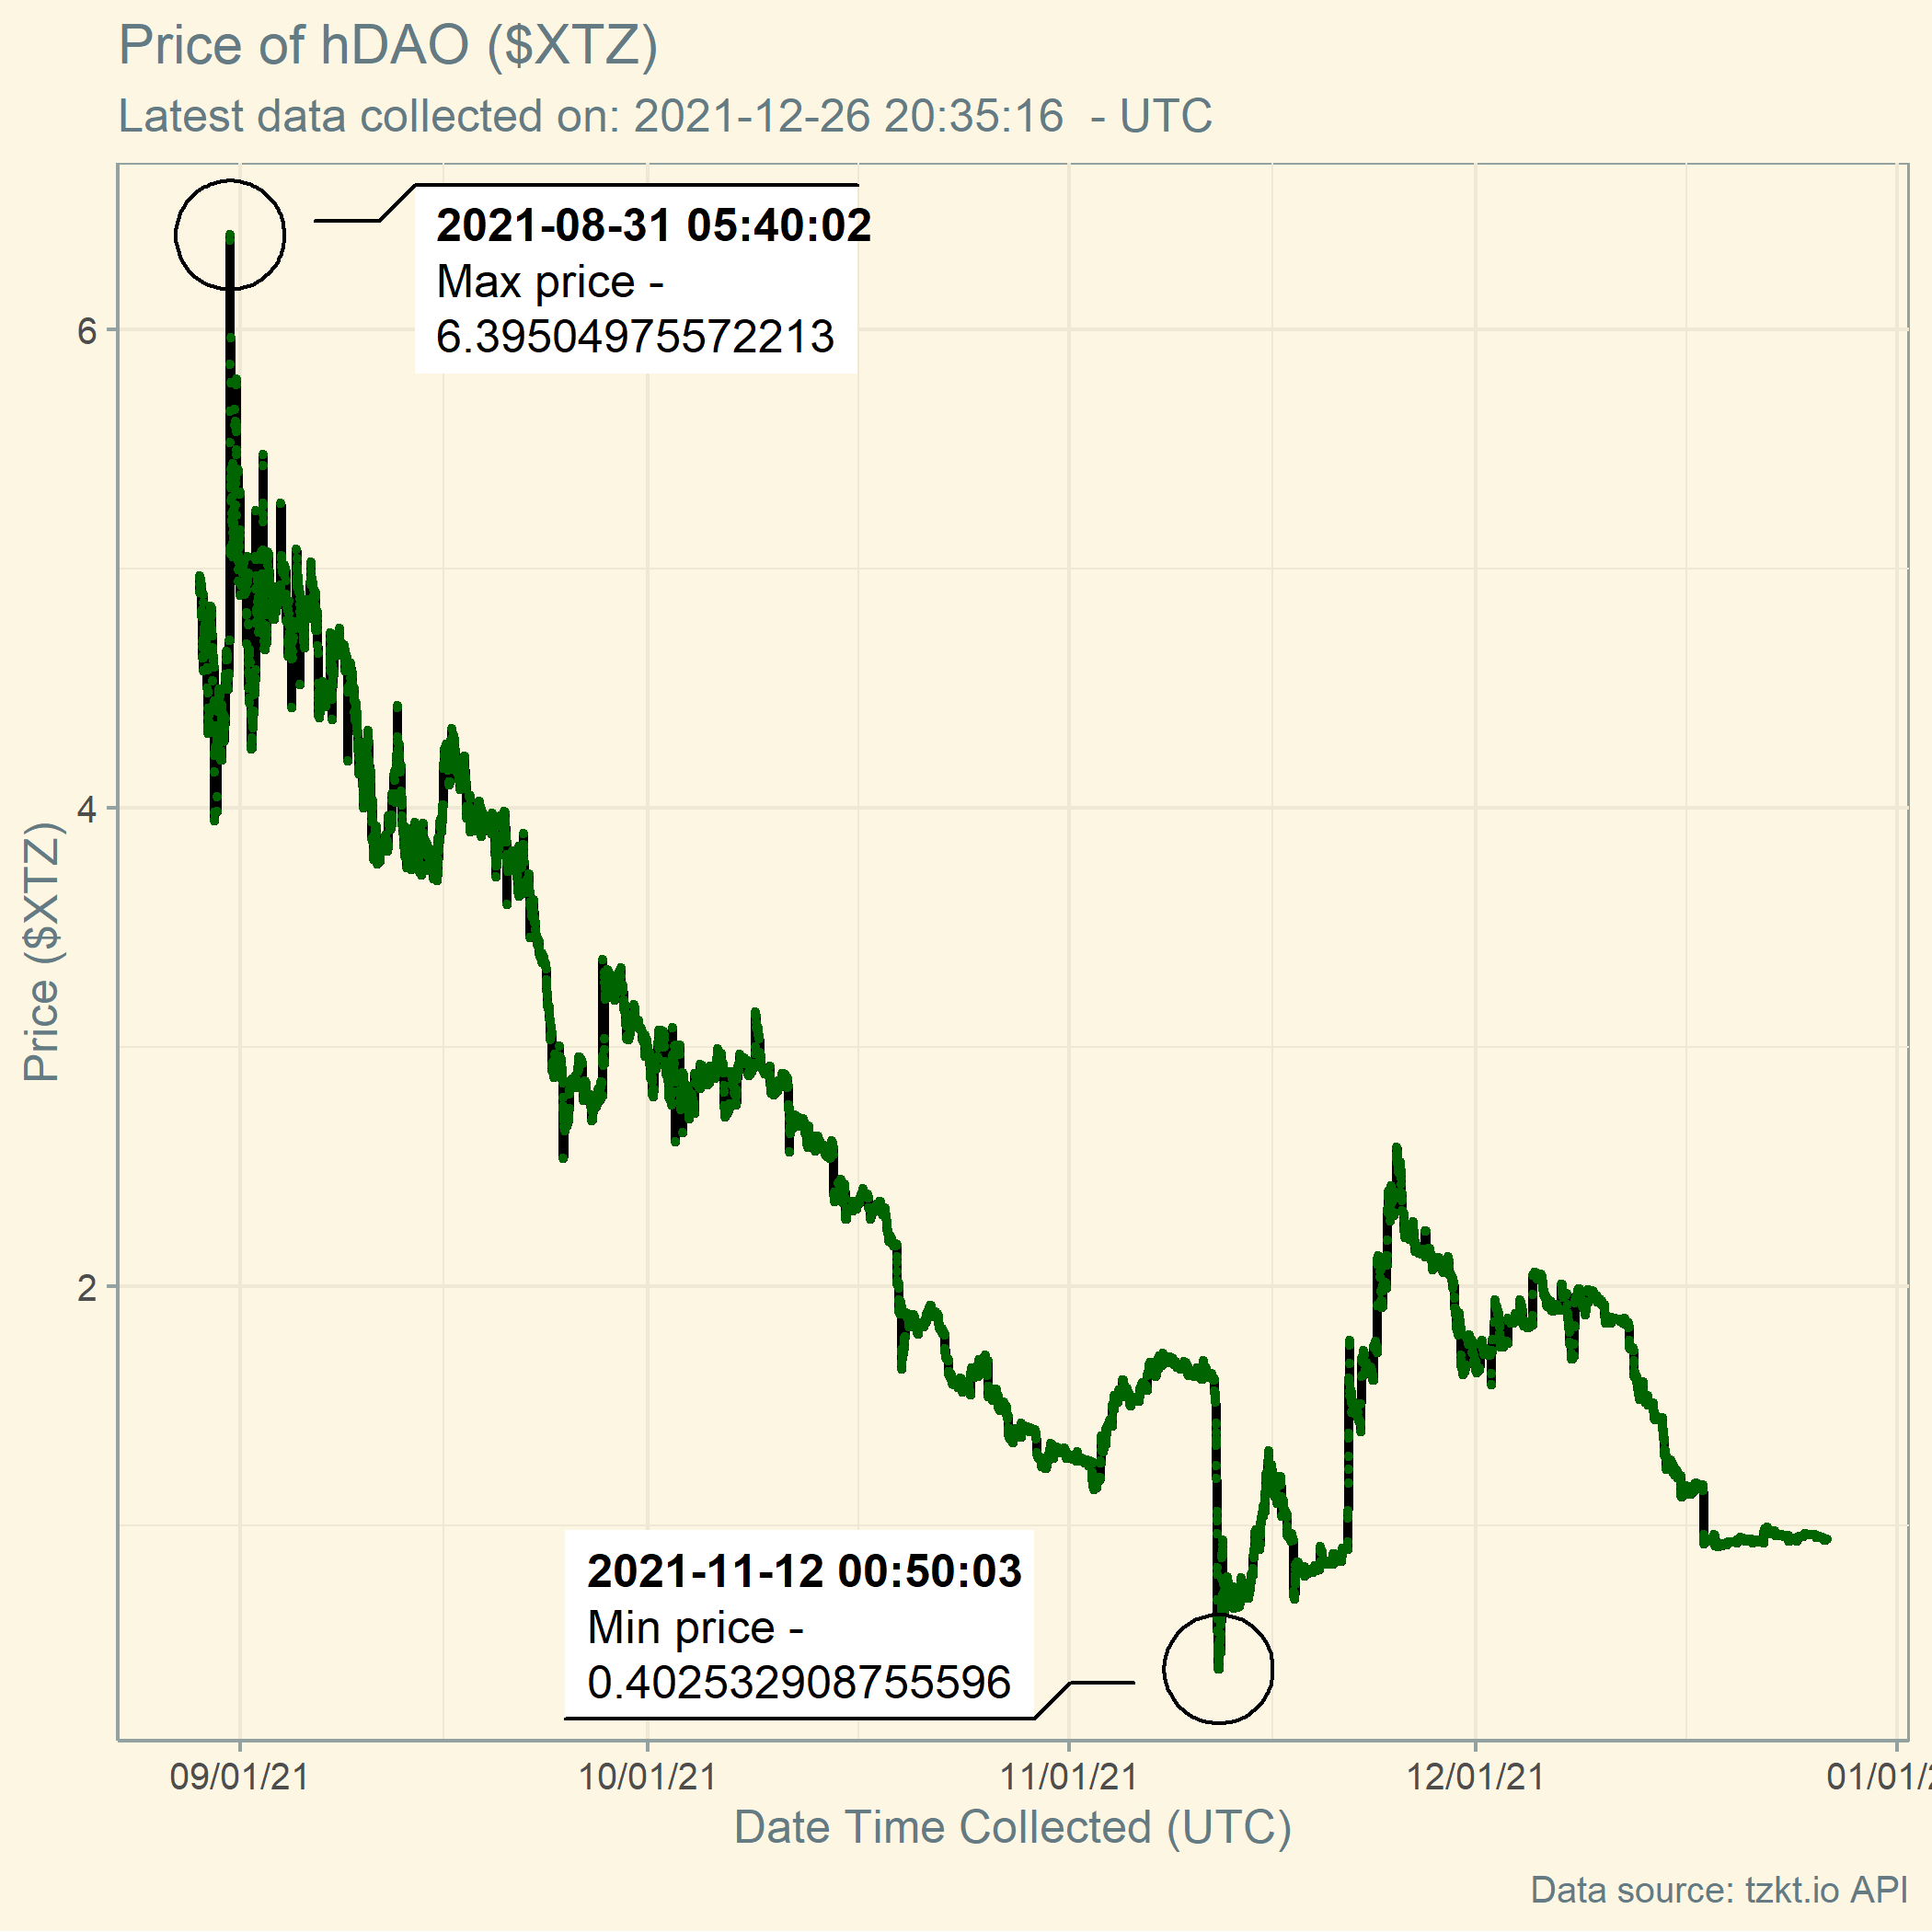 Price of hDAO ($XTZ)
Latest data collected on: 2021-12-26 20:35:16  - UTC
2021-08-31 05:40:02
Max price -
6.39504975572213
6
4
2
Price ($XTZ)
2021-11-12 00:50:03
Min price -
0.402532908755596
09/01/21 10/01/21 11/01/21 12/01/21 01/01/2
Date Time Collected (UTC)
Data source: tzkt.io API